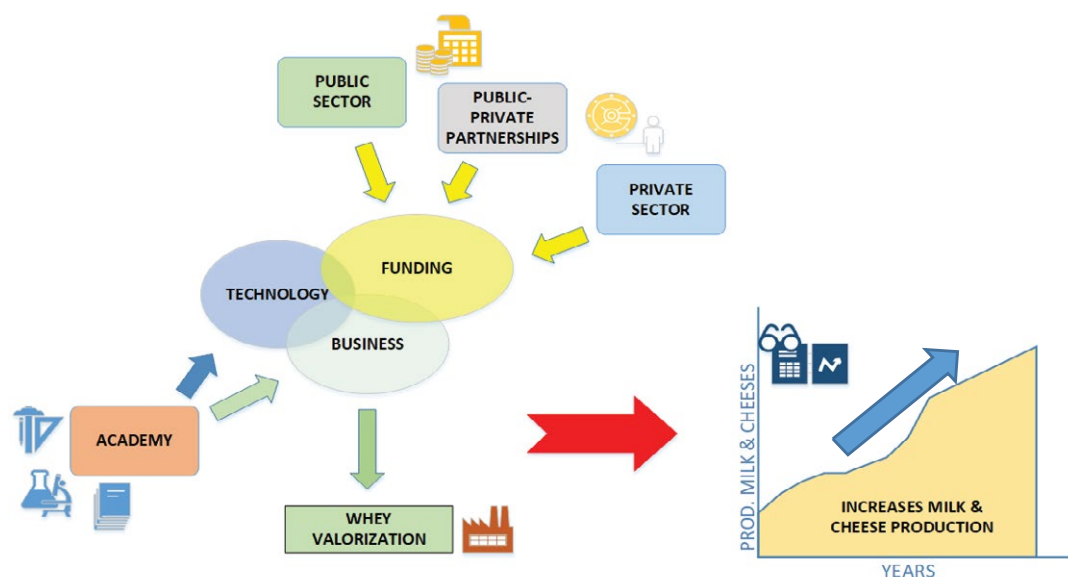 PUBLIC
SECTOR
PUBLIC-
PRIVATE
PARTNERSHIPS
PRIVATE
SECTOR
FUNDING
TECHNOLOGY
BUSINESS
ACADEMY
WHEY
VALORIZATION
PROD. MILK & CHEESES
INCREASES MILK &
CHEESE PRODUCTION
YEARS